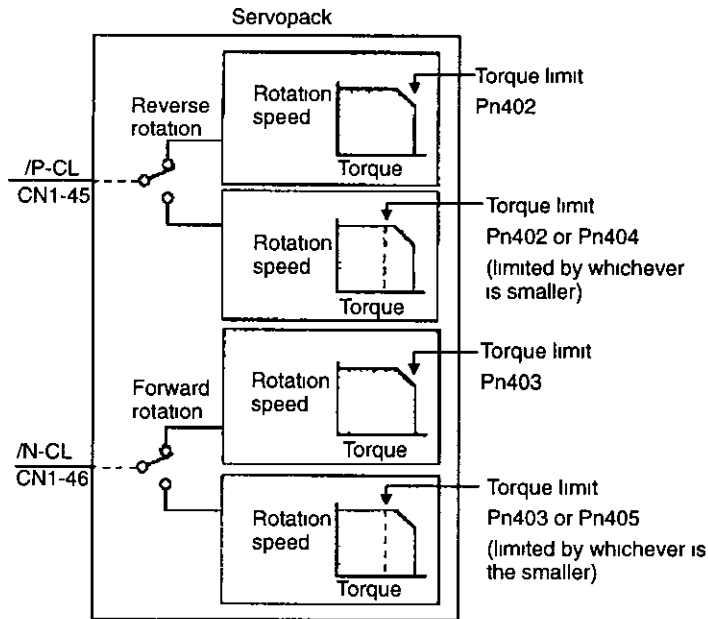 Servopack
Reverse
rotation
/P-CL
CN1-45
Rotation
speed
Torque
Torque limit
Pn402
Rotation
speed
Torque
Torque limit
Pn402 or Pn404
(limited by whichever
is smaller)
Forward
rotation
/N-CL
CN1-46
Rotation
speed
Torque
Torque limit
Pn403
Rotation
speed
Torque
Torque limit
Pn403 or Pn405
(limited by whichever is
the smaller)